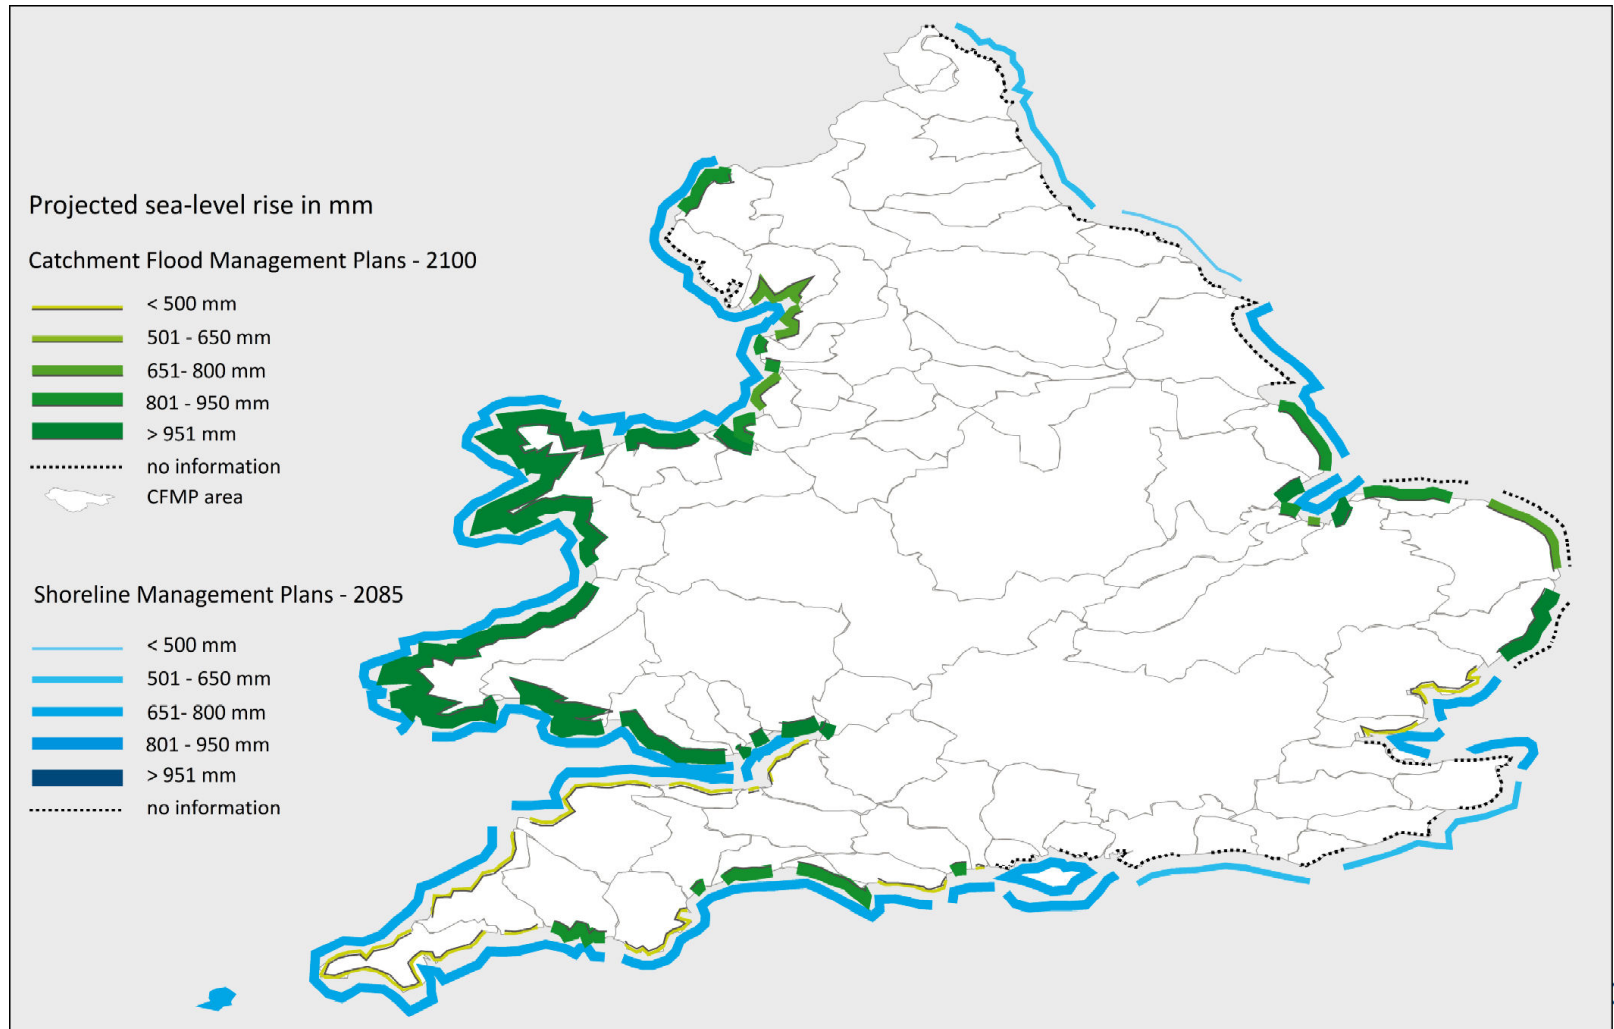 Projected sea-level rise in mm
Catchment Flood Management Plans - 2100
< 500 mm
501 - 650 mm
651- 800 mm
801 - 950 mm
> 951 mm
no information
CFMP area
Shoreline Management Plans - 2085
< 500 mm
501 - 650 mm
651- 800 mm
801 - 950 mm
> 951 mm
no information